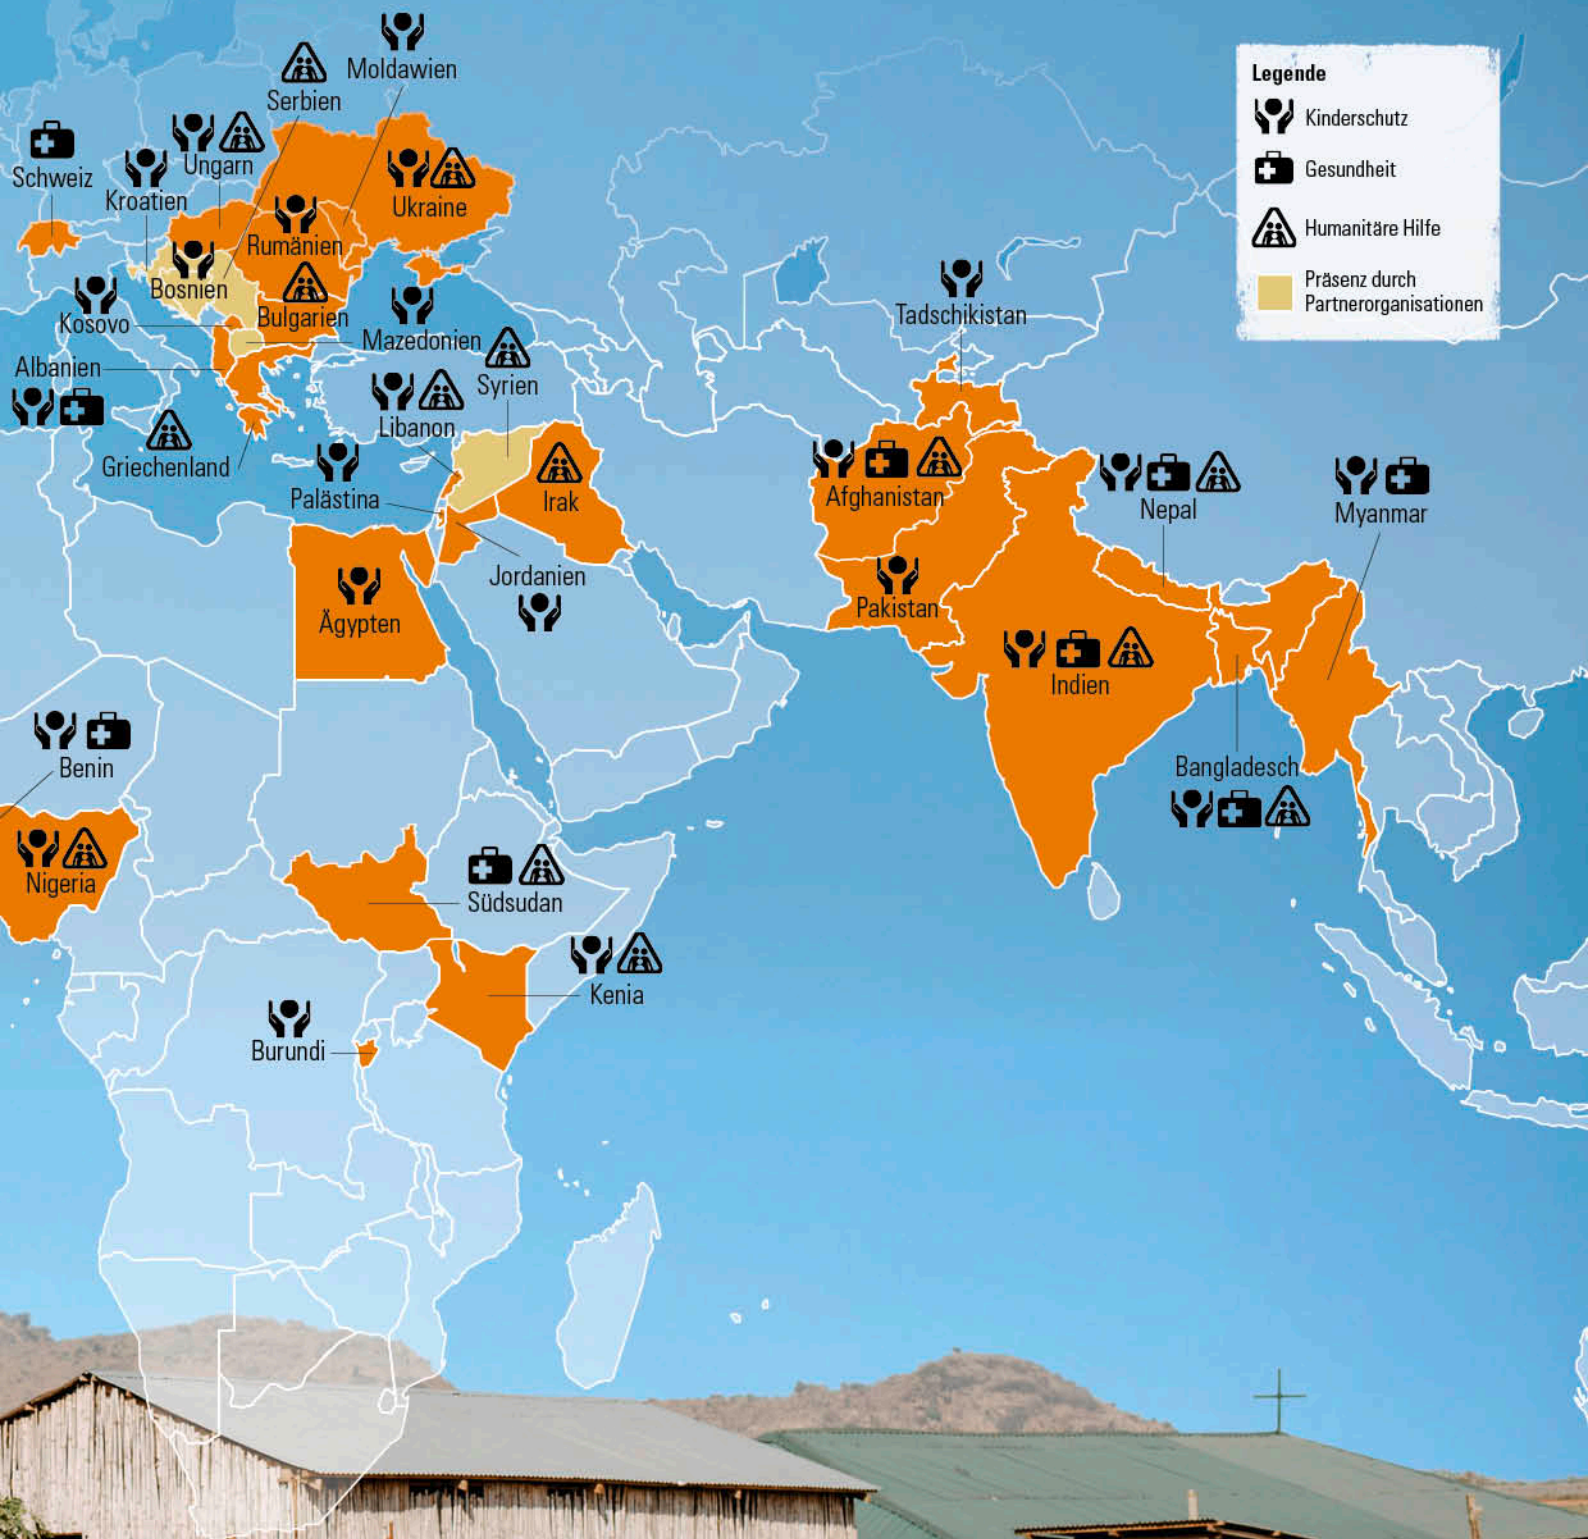 Legende
Kinderschutz
Gesundheit
Humanitäre Hilfe
Präsenz durch
Partnerorganisationen
Moldawien
Serbien
Ungarn
Schweiz
Kroatien
Ukraine
Rumänien
Bosnien
Kosovo
Bulgarien
Mazedonien
Albanien
Syrien
Libanon
Griechenland
Palästina
Irak
Jordanien
Ägypten
Tadschikistan
Afghanistan
Nepal
Myanmar
Pakistan
Indien
Bangladesch
Benin
Nigeria
Südsudan
Kenia
Burundi